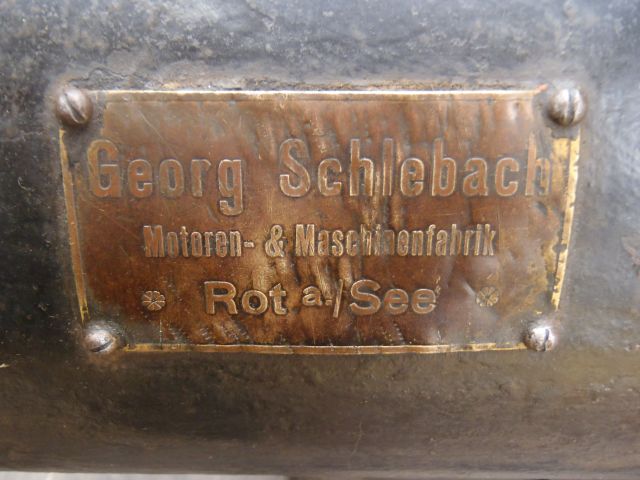 Georg Schlebach
Motoren- & Maschinenfabrik
Rot a./See